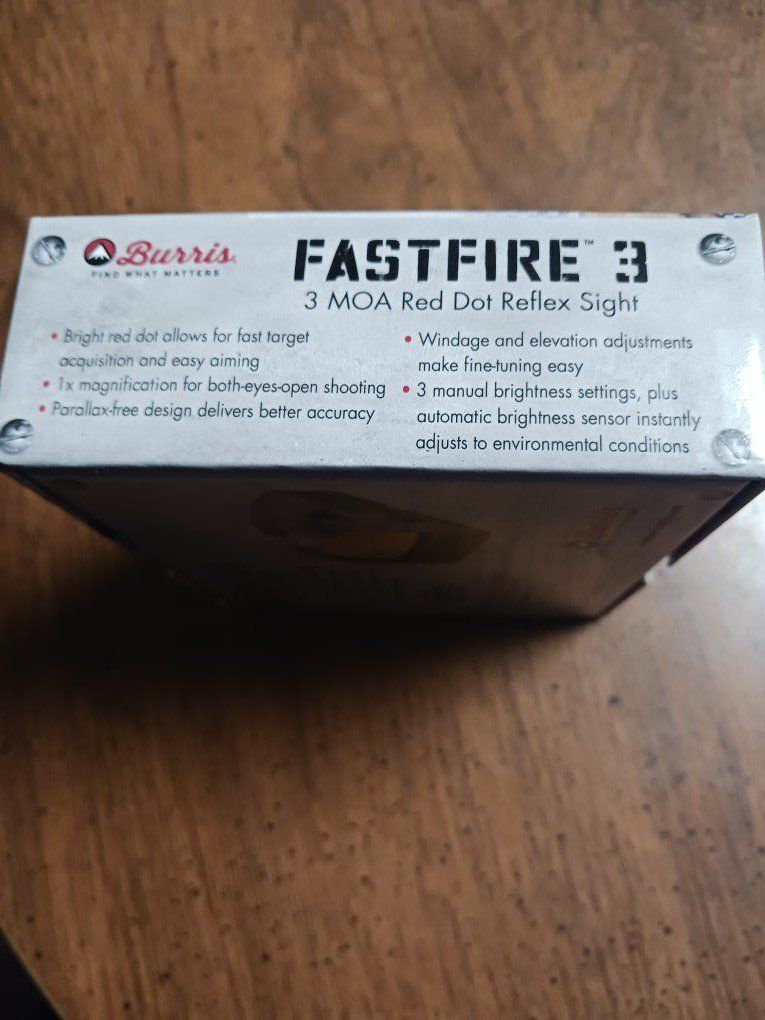 Burris.
FIND WHAT MATTERS
FASTFIRE™ 3
3 MOA Red Dot Reflex Sight
• Bright red dot allows for fast target
acquisition and easy aiming
• 1x magnification for both-eyes-open shooting
• Parallax-free design delivers better accuracy
• Windage and elevation adjustments
make fine-tuning easy
• 3 manual brightness settings, plus
automatic brightness sensor instantly
adjusts to environmental conditions